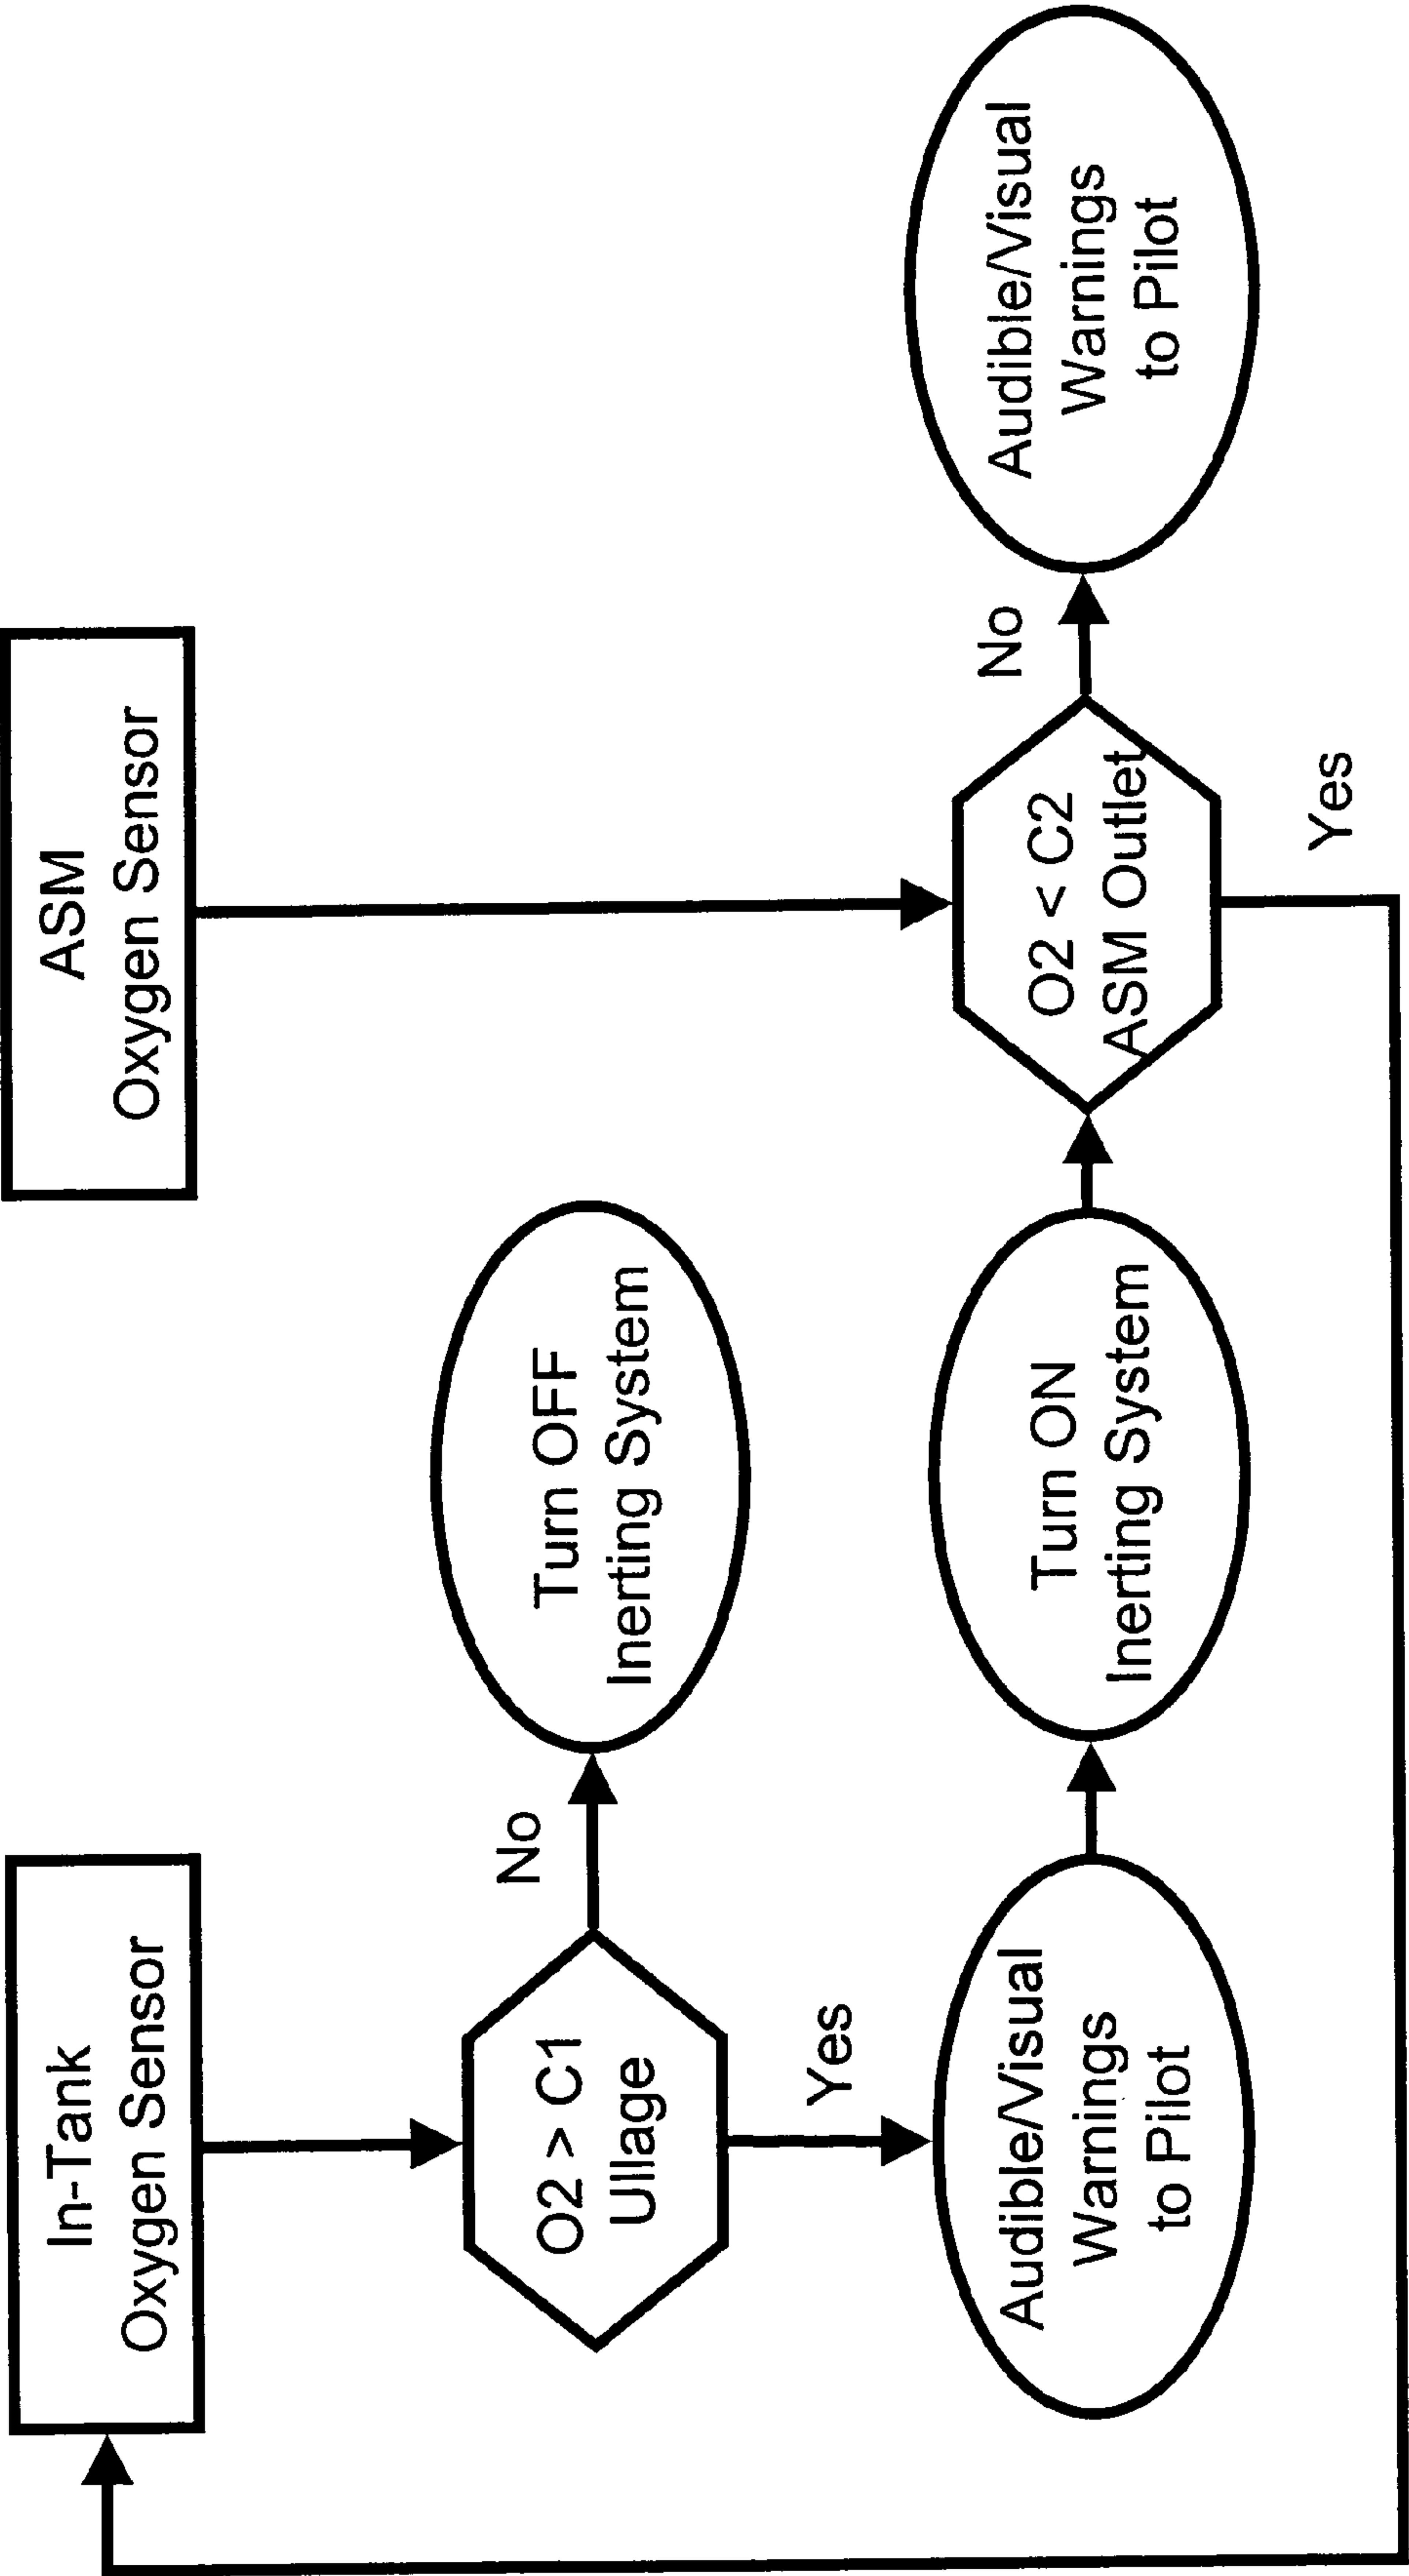 In-Tank
Oxygen Sensor
ASM
Oxygen Sensor
O2 > C1
Ullage
No
Turn OFF
Inerting System
Yes
Audible/Visual
Warnings
to Pilot
Turn ON
Inerting System
O2 < C2
ASM Outlet
No
Audible/Visual
Warnings
to Pilot
Yes